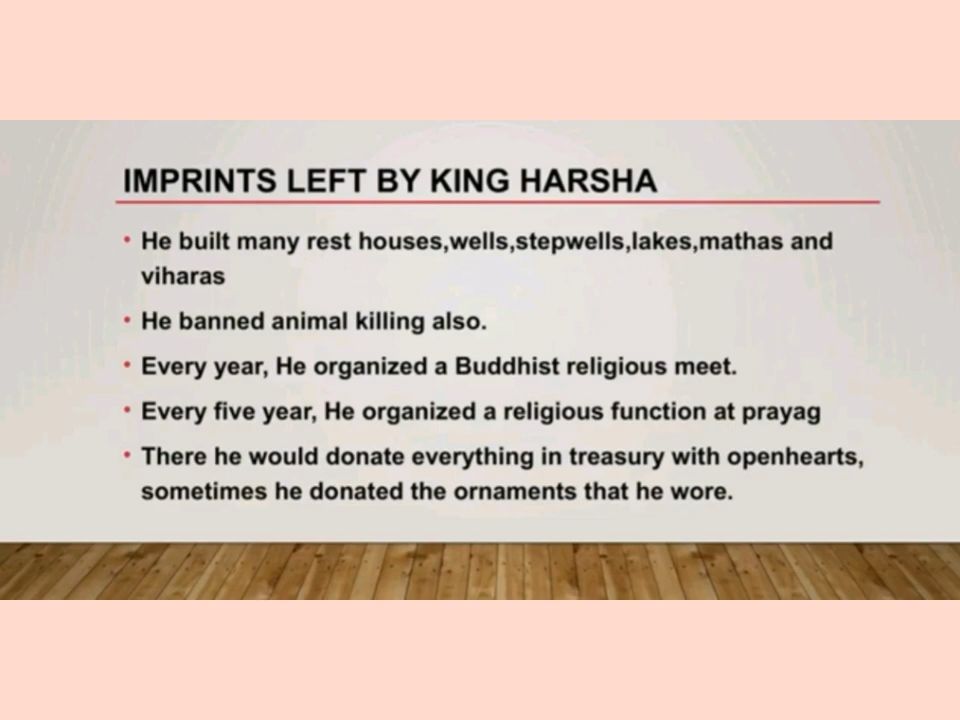 IMPRINTS LEFT BY KING HARSHA
• He built many rest houses,wells,stepwells,lakes,mathas and
viharas
• He banned animal killing also.
• Every year, He organized a Buddhist religious meet.
• Every five year, He organized a religious function at prayag
• There he would donate everything in treasury with openhearts,
sometimes he donated the ornaments that he wore.